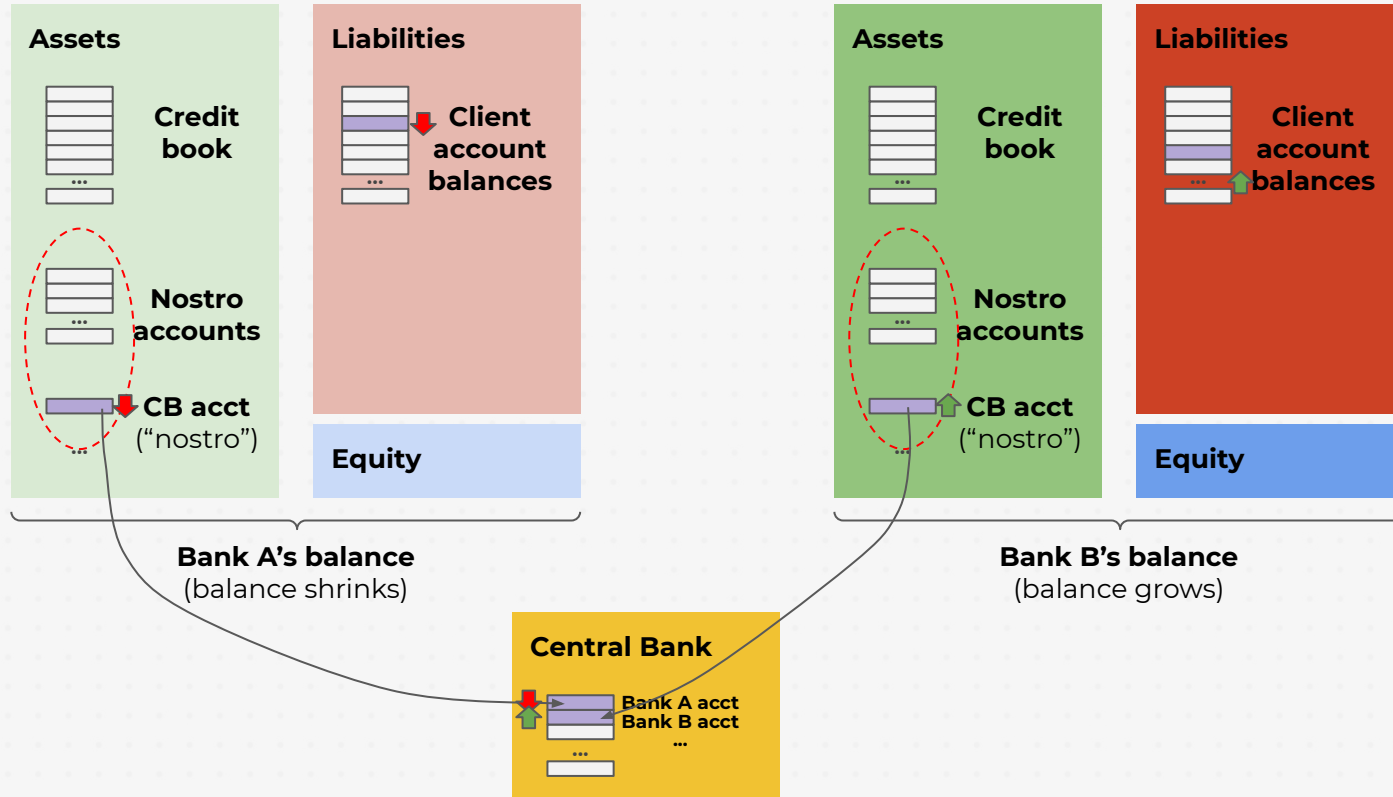 Assets
Credit
book
...
Nostro
accounts
...
CB acct
(“nostro”)
...
Liabilities
Client
account
balances
...
Equity
Bank A’s balance
(balance shrinks)
Assets
Credit
book
...
Nostro
accounts
...
CB acct
(“nostro”)
...
Liabilities
Client
account
balances
...
Equity
Bank B’s balance
(balance grows)
Central Bank
Bank A acct
Bank B acct
...
...